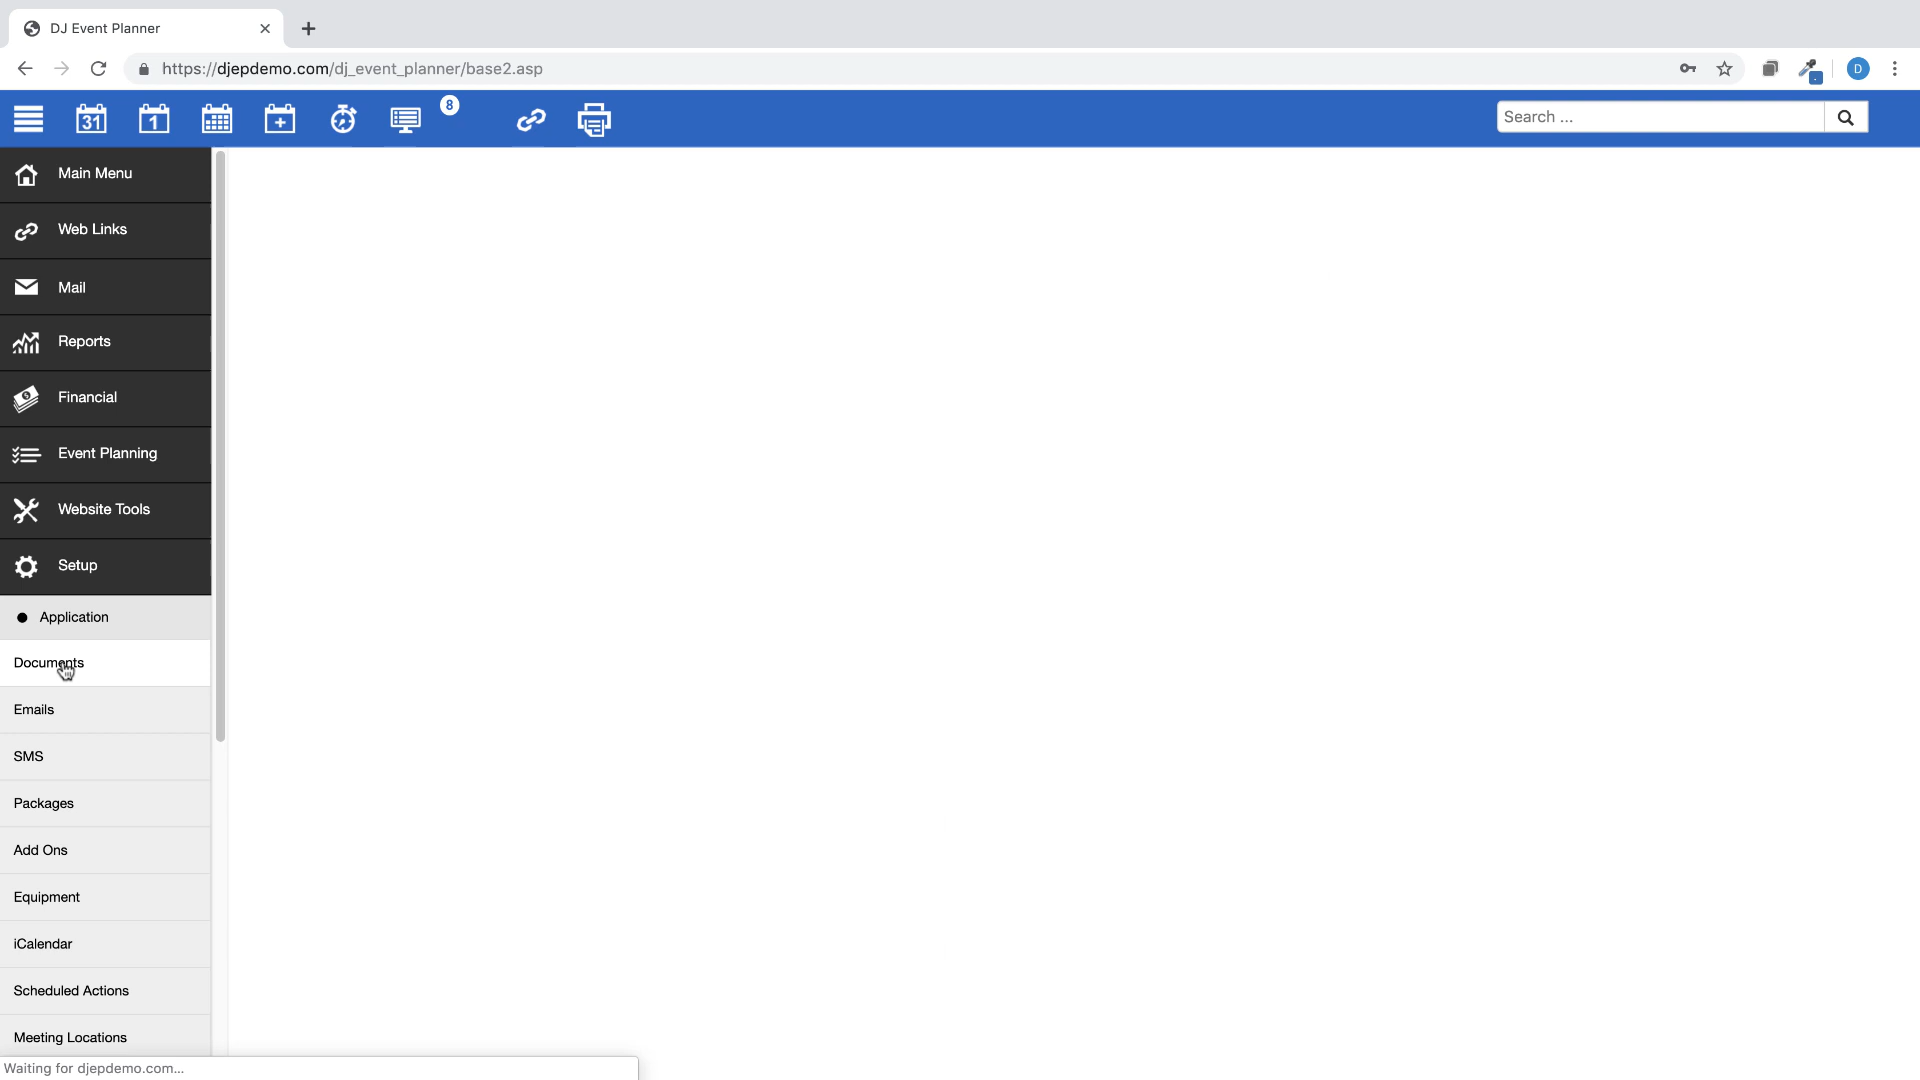 DJ Event Planner
https://djepdemo.com/dj_event_planner/base2.asp
D
31
1
8
Search ...
Main Menu
Web Links
Mail
Reports
Financial
Event Planning
Website Tools
Setup
Application
Documents
Emails
SMS
Packages
Add Ons
Equipment
iCalendar
Scheduled Actions
Meeting Locations
Waiting for djepdemo.com...